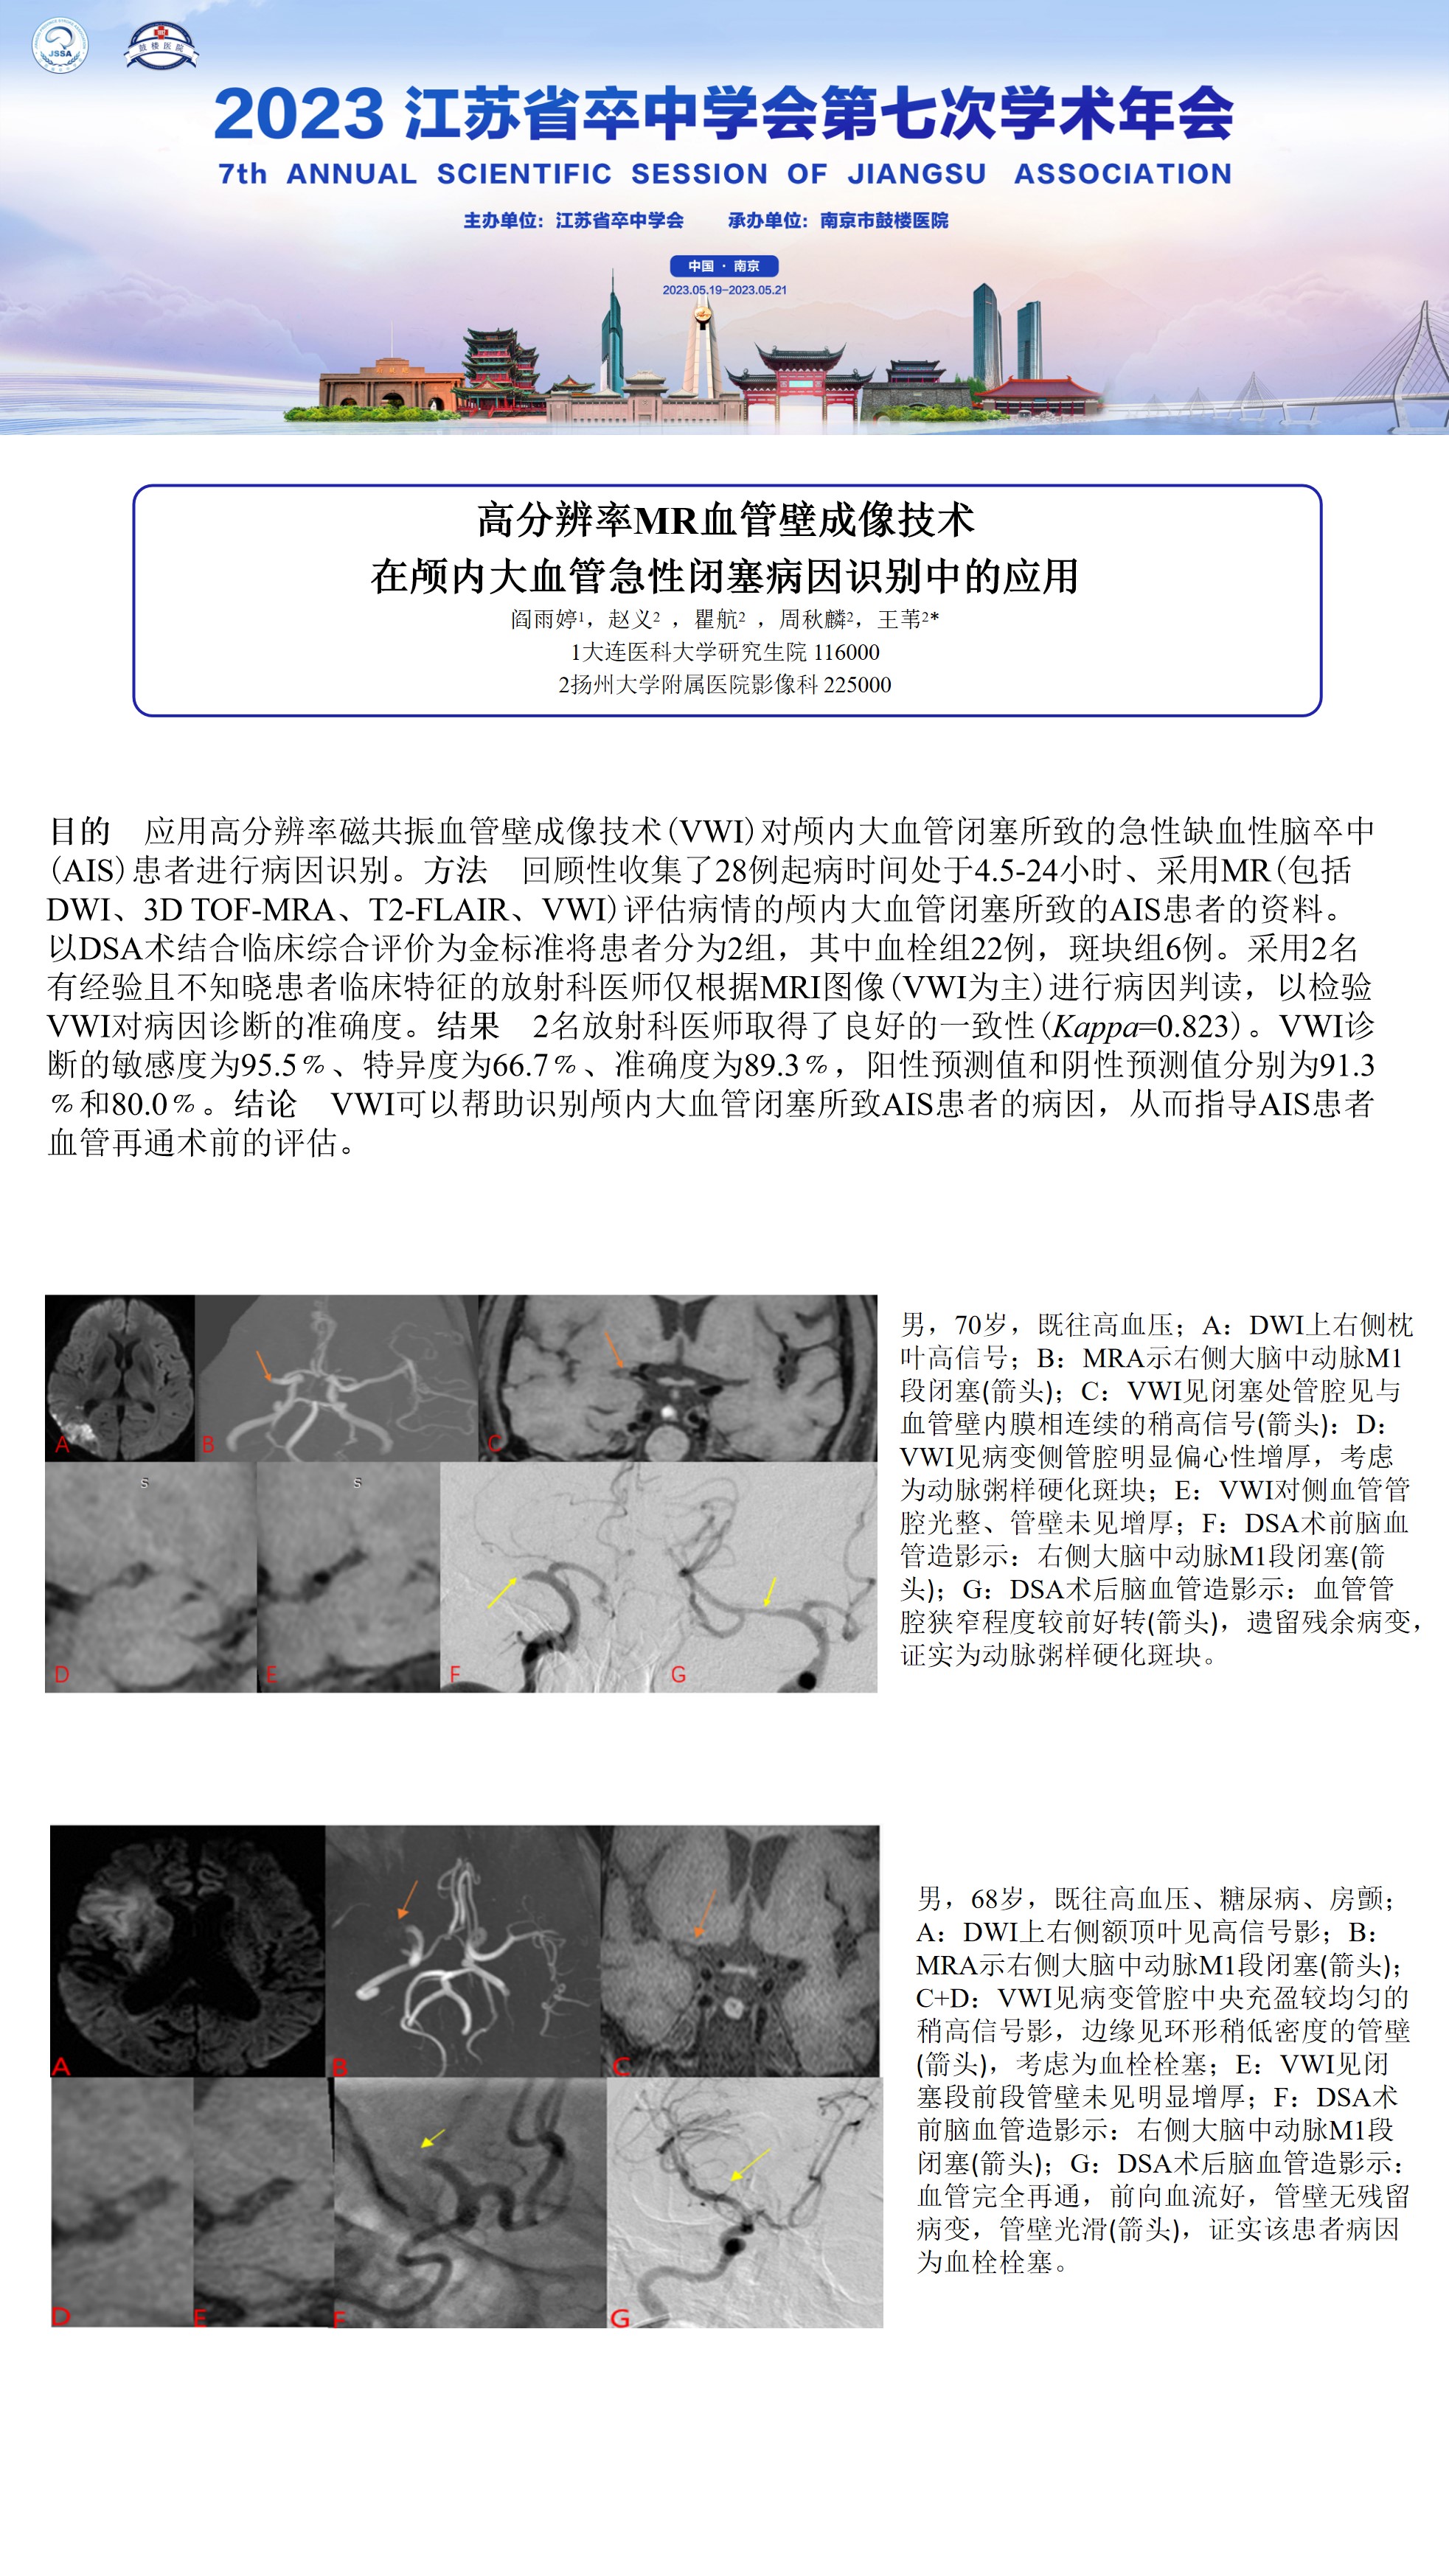 JSSA
鼓楼医院
2023 江苏省卒中学会第七次学术年会
7th ANNUAL SCIENTIFIC SESSION OF JIANGSU ASSOCIATION
主办单位：江苏省卒中学会 承办单位：南京市鼓楼医院
中国 · 南京
2023.05.19-2023.05.21
高分辨率MR血管壁成像技术
在颅内大血管急性闭塞病因识别中的应用
阎雨婷1，赵义2 ，瞿航2 ，周秋麟2，王苇2*
1大连医科大学研究生院 116000
2扬州大学附属医院影像科 225000
目的 应用高分辨率磁共振血管壁成像技术（VWI）对颅内大血管闭塞所致的急性缺血性脑卒中
（AIS）患者进行病因识别。方法 回顾性收集了28例起病时间处于4.5-24小时、采用MR（包括
DWI、3D TOF-MRA、T2-FLAIR、VWI）评估病情的颅内大血管闭塞所致的AIS患者的资料。
以DSA术结合临床综合评价为金标准将患者分为2组，其中血栓组22例，斑块组6例。采用2名
有经验且不知晓患者临床特征的放射科医师仅根据MRI图像（VWI为主）进行病因判读，以检验
VWI对病因诊断的准确度。结果 2名放射科医师取得了良好的一致性（Kappa=0.823）。VWI诊
断的敏感度为95.5％、特异度为66.7％、准确度为89.3％，阳性预测值和阴性预测值分别为91.3
％和80.0％。结论 VWI可以帮助识别颅内大血管闭塞所致AIS患者的病因，从而指导AIS患者
血管再通术前的评估。
A
B
C
S
S
D
E
F
G
男，70岁，既往高血压；A：DWI上右侧枕
叶高信号；B：MRA示右侧大脑中动脉M1
段闭塞(箭头)；C：VWI见闭塞处管腔见与
血管壁内膜相连续的稍高信号(箭头)：D：
VWI见病变侧管腔明显偏心性增厚，考虑
为动脉粥样硬化斑块；E：VWI对侧血管管
腔光整、管壁未见增厚；F：DSA术前脑血
管造影示：右侧大脑中动脉M1段闭塞(箭
头)；G：DSA术后脑血管造影示：血管管
腔狭窄程度较前好转(箭头)，遗留残余病变，
证实为动脉粥样硬化斑块。
A
B
C
D
E
F
G
男，68岁，既往高血压、糖尿病、房颤；
A：DWI上右侧额顶叶见高信号影；B：
MRA示右侧大脑中动脉M1段闭塞(箭头)；
C+D：VWI见病变管腔中央充盈较均匀的
稍高信号影，边缘见环形稍低密度的管壁
(箭头)，考虑为血栓栓塞；E：VWI见闭
塞段前段管壁未见明显增厚；F：DSA术
前脑血管造影示：右侧大脑中动脉M1段
闭塞(箭头)；G：DSA术后脑血管造影示：
血管完全再通，前向血流好，管壁无残留
病变，管壁光滑(箭头)，证实该患者病因
为血栓栓塞。